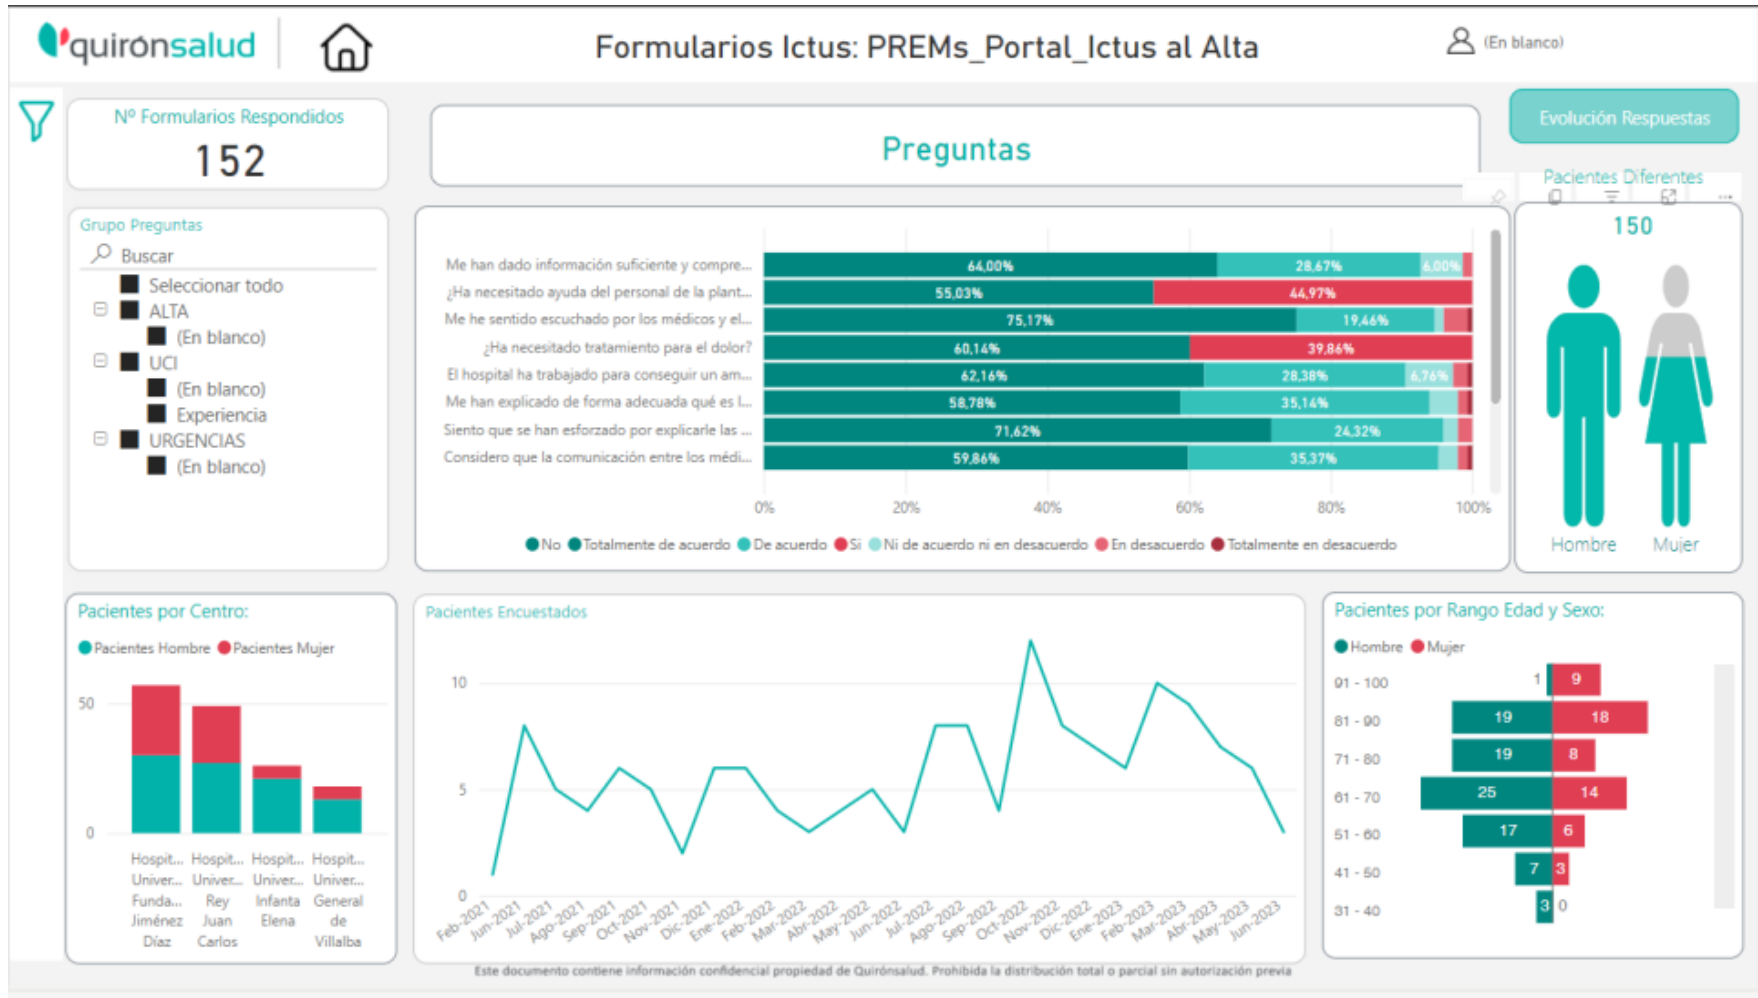 quirónsalud
Formularios Ictus: PREMs_Portal_Ictus al Alta
(En blanco)
Nº Formularios Respondidos
152
Preguntas
Evolución Respuestas
Grupo Preguntas
Buscar
Seleccionar todo
ALTA
(En blanco)
UCI
(En blanco)
Experiencia
URGENCIAS
(En blanco)
Me han dado información suficiente y compre...
64,00%
28,67%
6,00%
¿Ha necesitado ayuda del personal de la plant...
55,03%
44,97%
Me he sentido escuchado por los médicos y el...
75,17%
19,46%
¿Ha necesitado tratamiento para el dolor?
60,14%
39,86%
El hospital ha trabajado para conseguir un am...
62,16%
28,38%
6,76%
Me han explicado de forma adecuada qué es l...
58,78%
35,14%
Siento que se han esforzado por explicarle las ...
71,62%
24,32%
Considero que la comunicación entre los médi...
59,86%
35,37%
0%
20%
40%
60%
80%
100%
No
Totalmente de acuerdo
De acuerdo
Si
Ni de acuerdo ni en desacuerdo
En desacuerdo
Totalmente en desacuerdo
Pacientes Diferentes
150
Hombre
Mujer
Pacientes por Centro:
Pacientes Hombre
Pacientes Mujer
50
0
Hospit...
Univer...
Funda...
Jiménez
Díaz
Hospit...
Univer...
Rey
Juan
Carlos
Hospit...
Univer...
Infanta
Elena
Hospit...
Univer...
General
de
Villalba
Pacientes Encuestados
10
5
0
Feb-2021
Jun-2021
Jul-2021
Ago-2021
Sep-2021
Oct-2021
Nov-2021
Dic-2021
Ene-2022
Feb-2022
Mar-2022
Abr-2022
May-2022
Jun-2022
Jul-2022
Ago-2022
Sep-2022
Oct-2022
Nov-2022
Dic-2022
Ene-2023
Feb-2023
Mar-2023
Abr-2023
May-2023
Jun-2023
Pacientes por Rango Edad y Sexo:
Hombre
Mujer
91 - 100
1
9
81 - 90
19
18
71 - 80
19
8
61 - 70
25
14
51 - 60
17
6
41 - 50
7
3
31 - 40
3
0
Este documento contiene información confidencial propiedad de Quirónsalud. Prohibida la distribución total o parcial sin autorización previa